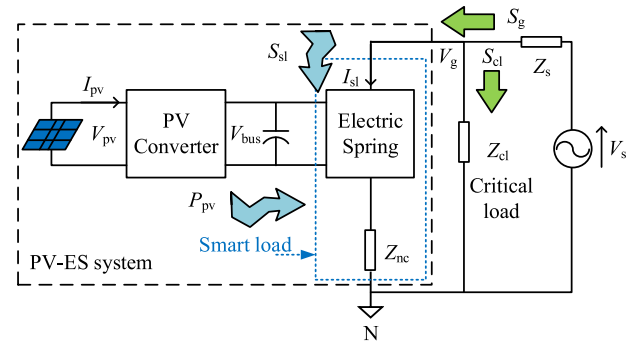 S_g
S_sl
V_g
S_cl
Z_s
I_pv
I_sl
V_pv
PV
Converter
V_bus
Electric
Spring
Z_cl
V_s
Critical
load
P_pv
Smart load
Z_nc
PV-ES system
N